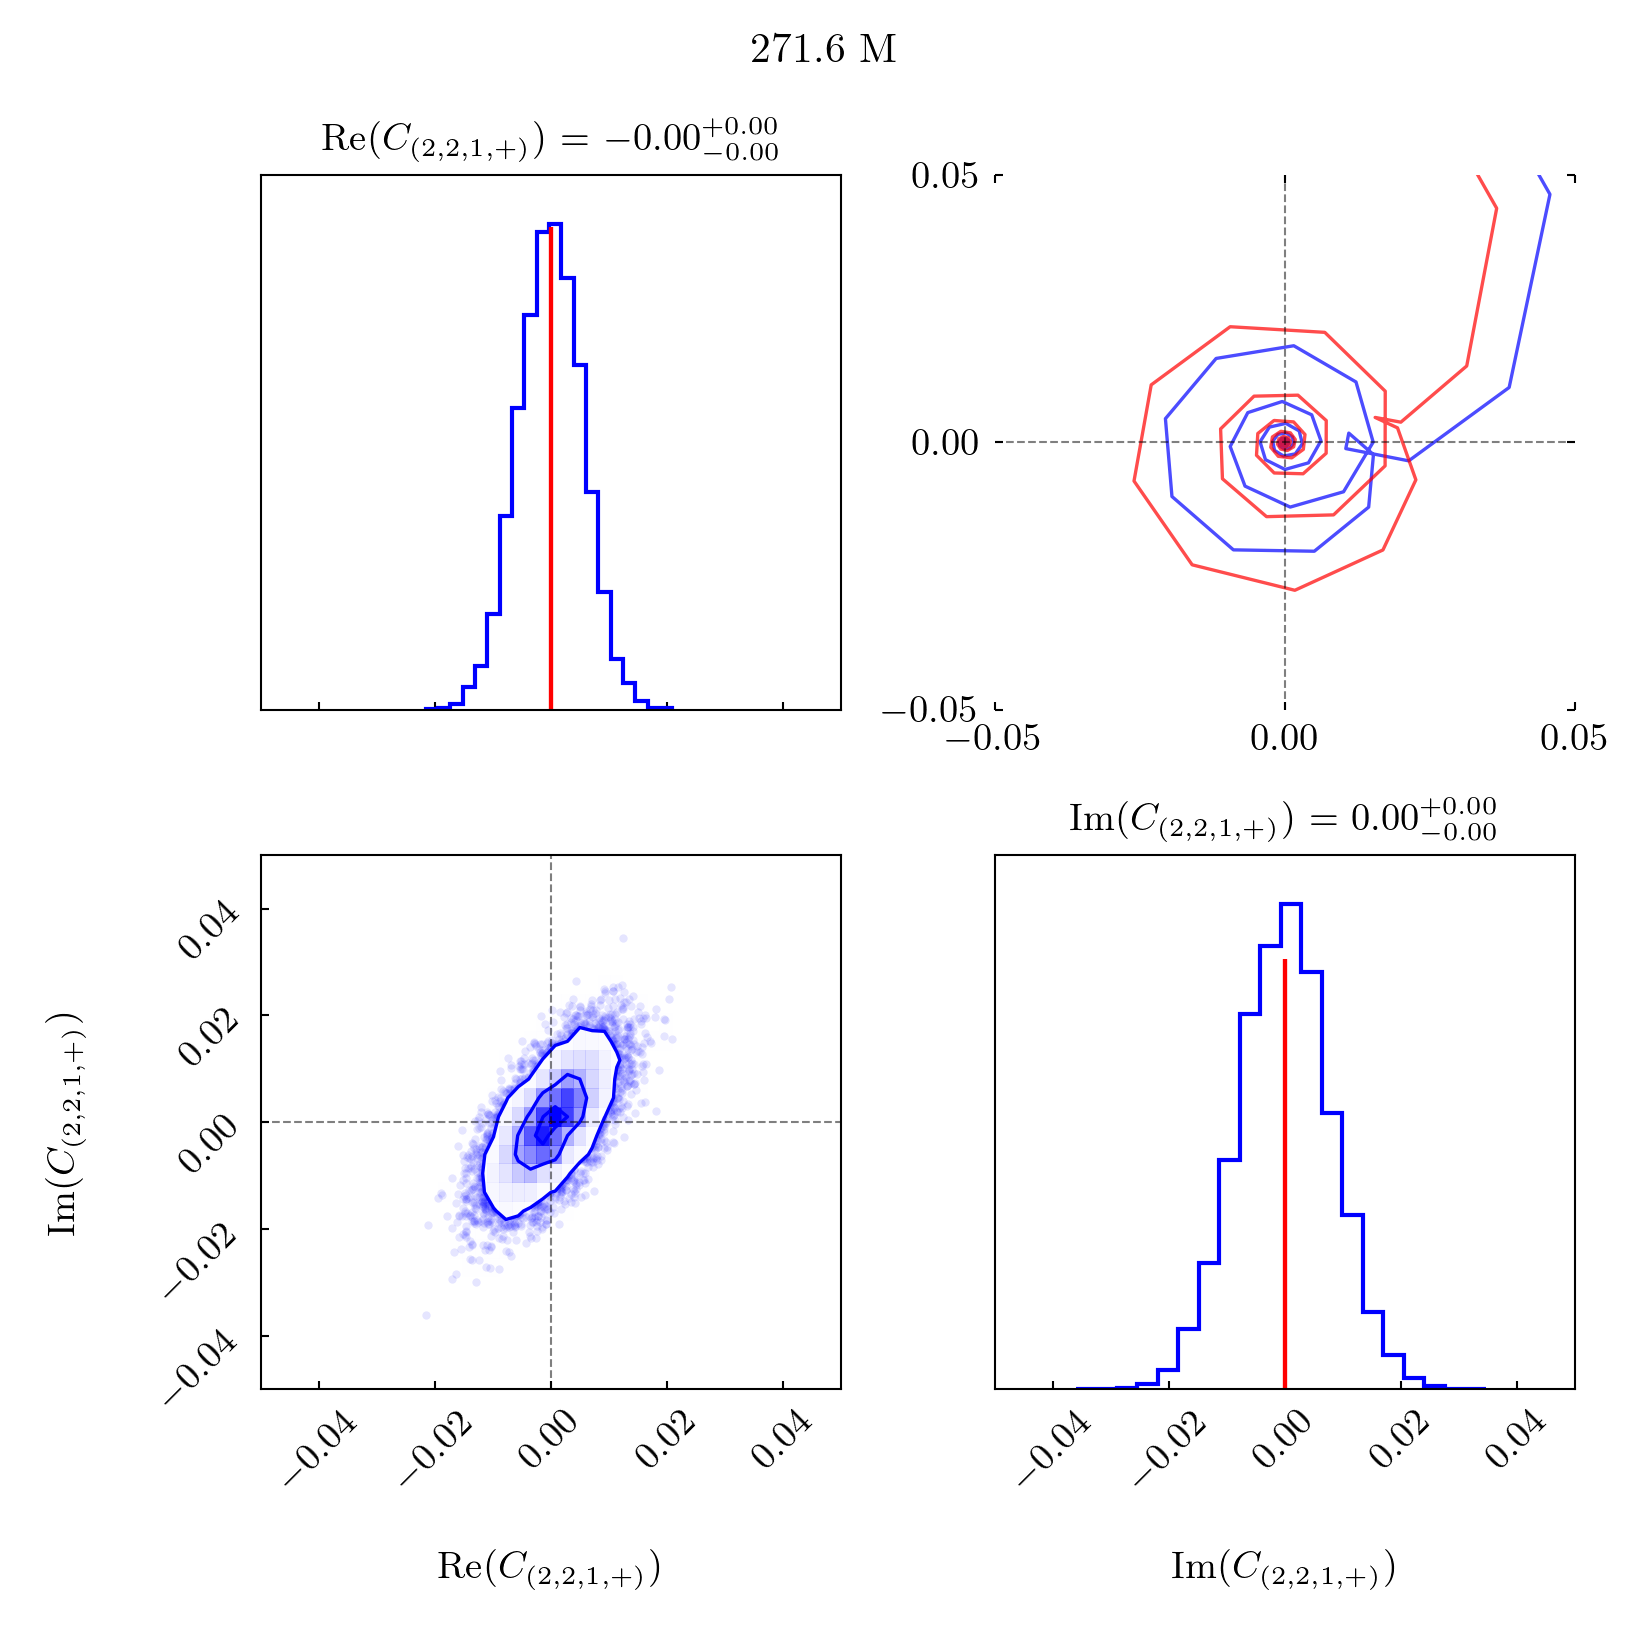 271.6 M
Re(C_{(2,2,1,+)}) = −0.00^{+0.00}_{−0.00}
0.05
0.00
−0.05
−0.05 0.00 0.05
Im(C_{(2,2,1,+)}) = 0.00^{+0.00}_{−0.00}
Im(C_{(2,2,1,+)})
0.04
0.02
0.00
−0.02
−0.04
−0.04 −0.02 0.00 0.02 0.04
−0.04 −0.02 0.00 0.02 0.04
Re(C_{(2,2,1,+)})
Im(C_{(2,2,1,+)})